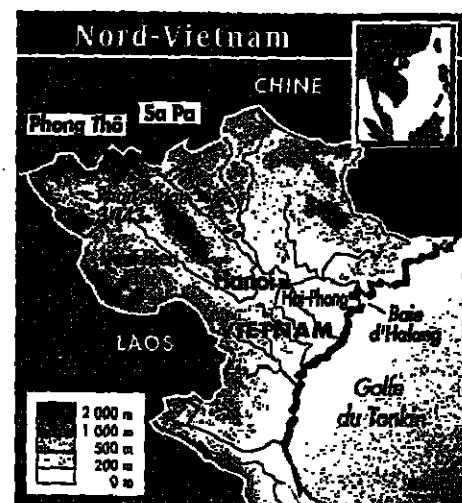 Nord-Vietnam
CHINE
Sa Pa
Phong Thô
Hanoi
Haï-Phong
VIETNAM
Baie
d'Halong
LAOS
Golfe
du Tonkin
2 000 m
1 000 m
500 m
200 m
0 m